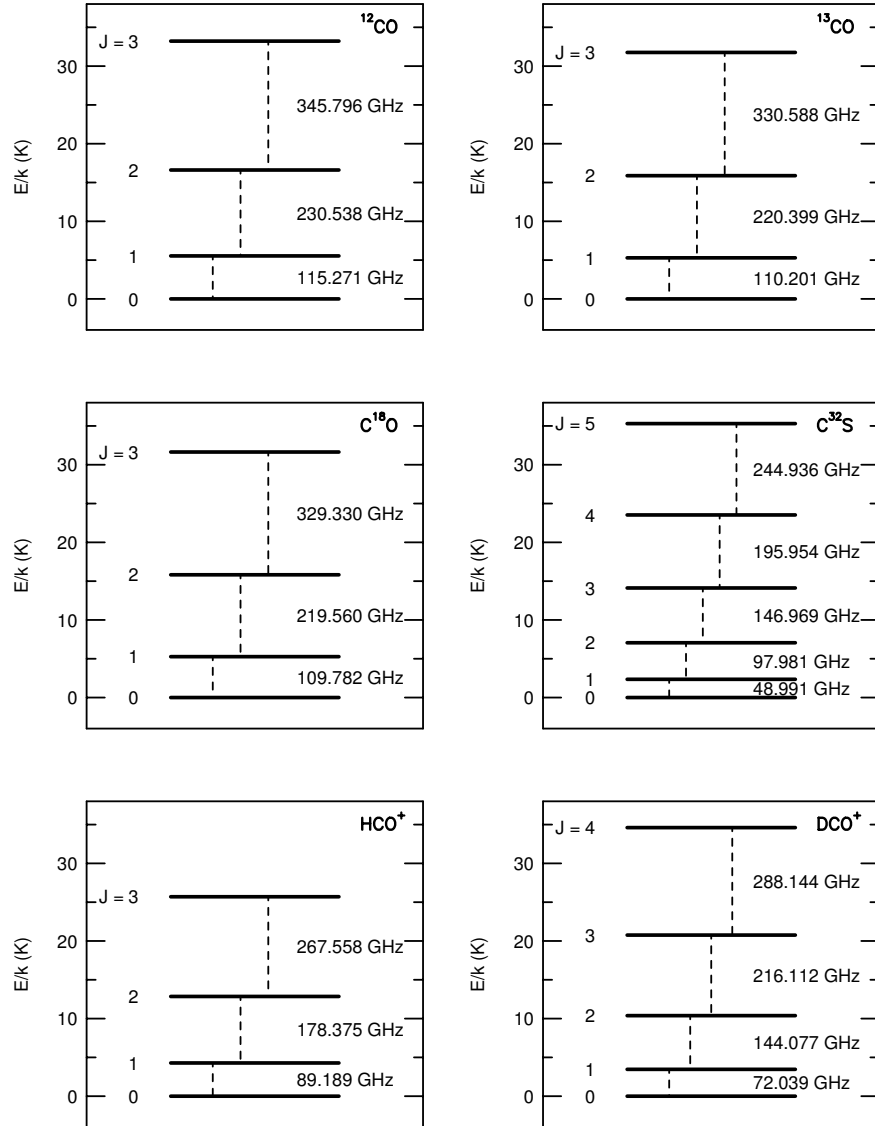 ¹²CO
J = 3
30
345.796 GHz
20
2
230.538 GHz
10
1
115.271 GHz
0
0
E/k (K)
¹³CO
J = 3
30
330.588 GHz
20
2
220.399 GHz
10
1
110.201 GHz
0
0
E/k (K)
C¹⁸O
J = 3
30
329.330 GHz
20
2
219.560 GHz
10
1
109.782 GHz
0
0
E/k (K)
C³²S
J = 5
30
244.936 GHz
4
20
195.954 GHz
3
146.969 GHz
10
2
97.981 GHz
1
48.991 GHz
0
0
E/k (K)
HCO⁺
30
J = 3
267.558 GHz
20
2
178.375 GHz
10
1
89.189 GHz
0
0
E/k (K)
DCO⁺
J = 4
30
288.144 GHz
20
3
216.112 GHz
10
2
144.077 GHz
1
72.039 GHz
0
0
E/k (K)